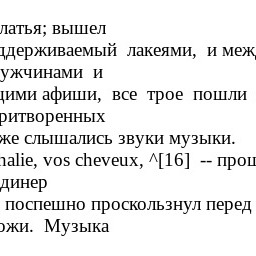 латья; вышел
ддерживаемый лакеями, и меж
ужчинами и
щими афиши, все трое пошли
ритворенных
же слышались звуки музыки.
nalie, vos cheveux, ^[16] -- прош
динер
поспешно проскользнул перед
ожи. Музыка